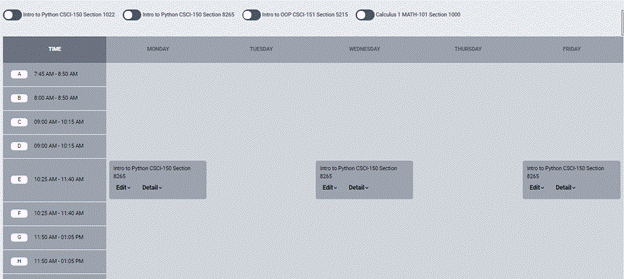 Intro to Python CSCI-150 Section 1022
Intro to Python CSCI-150 Section 8265
Intro to OOP CSCI-151 Section 5215
Calculus 1 MATH-101 Section 1000
TIME
MONDAY
TUESDAY
WEDNESDAY
THURSDAY
FRIDAY
A 7:45 AM - 8:50 AM
B 8:00 AM - 8:50 AM
C 09:00 AM - 10:15 AM
D 09:00 AM - 10:15 AM
E 10:25 AM - 11:40 AM
Intro to Python CSCI-150 Section
8265
Edit Detail
Intro to Python CSCI-150 Section
8265
Edit Detail
Intro to Python CSCI-150 Section
8265
Edit Detail
F 10:25 AM - 11:40 AM
G 11:50 AM - 01:05 PM
H 11:50 AM - 01:05 PM